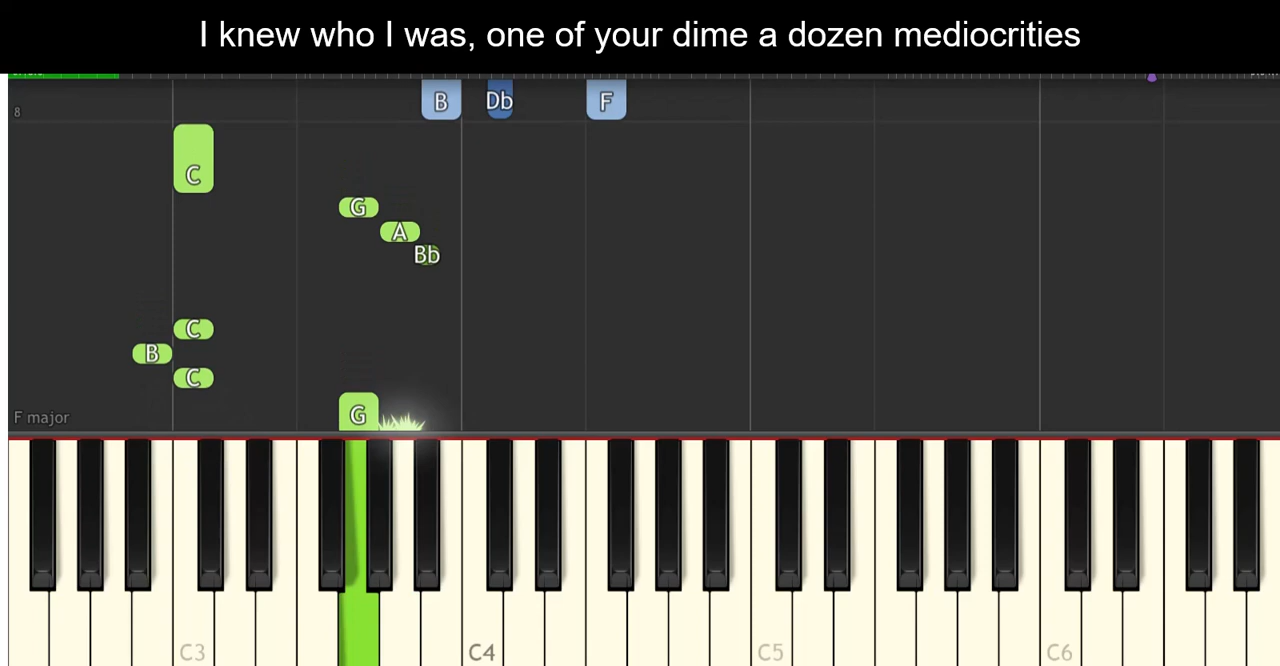 I knew who I was, one of your dime a dozen mediocrities
B Db F
8
C
G
A
Bb
C
B
C
G
F major
C3 C4 C5 C6